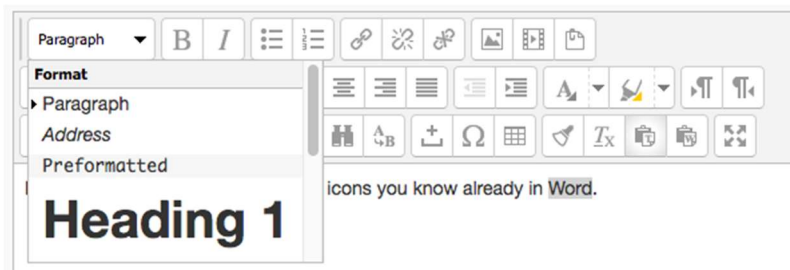 Paragraph
Format
Paragraph
Address
Preformatted
Heading 1
icons you know already in Word.